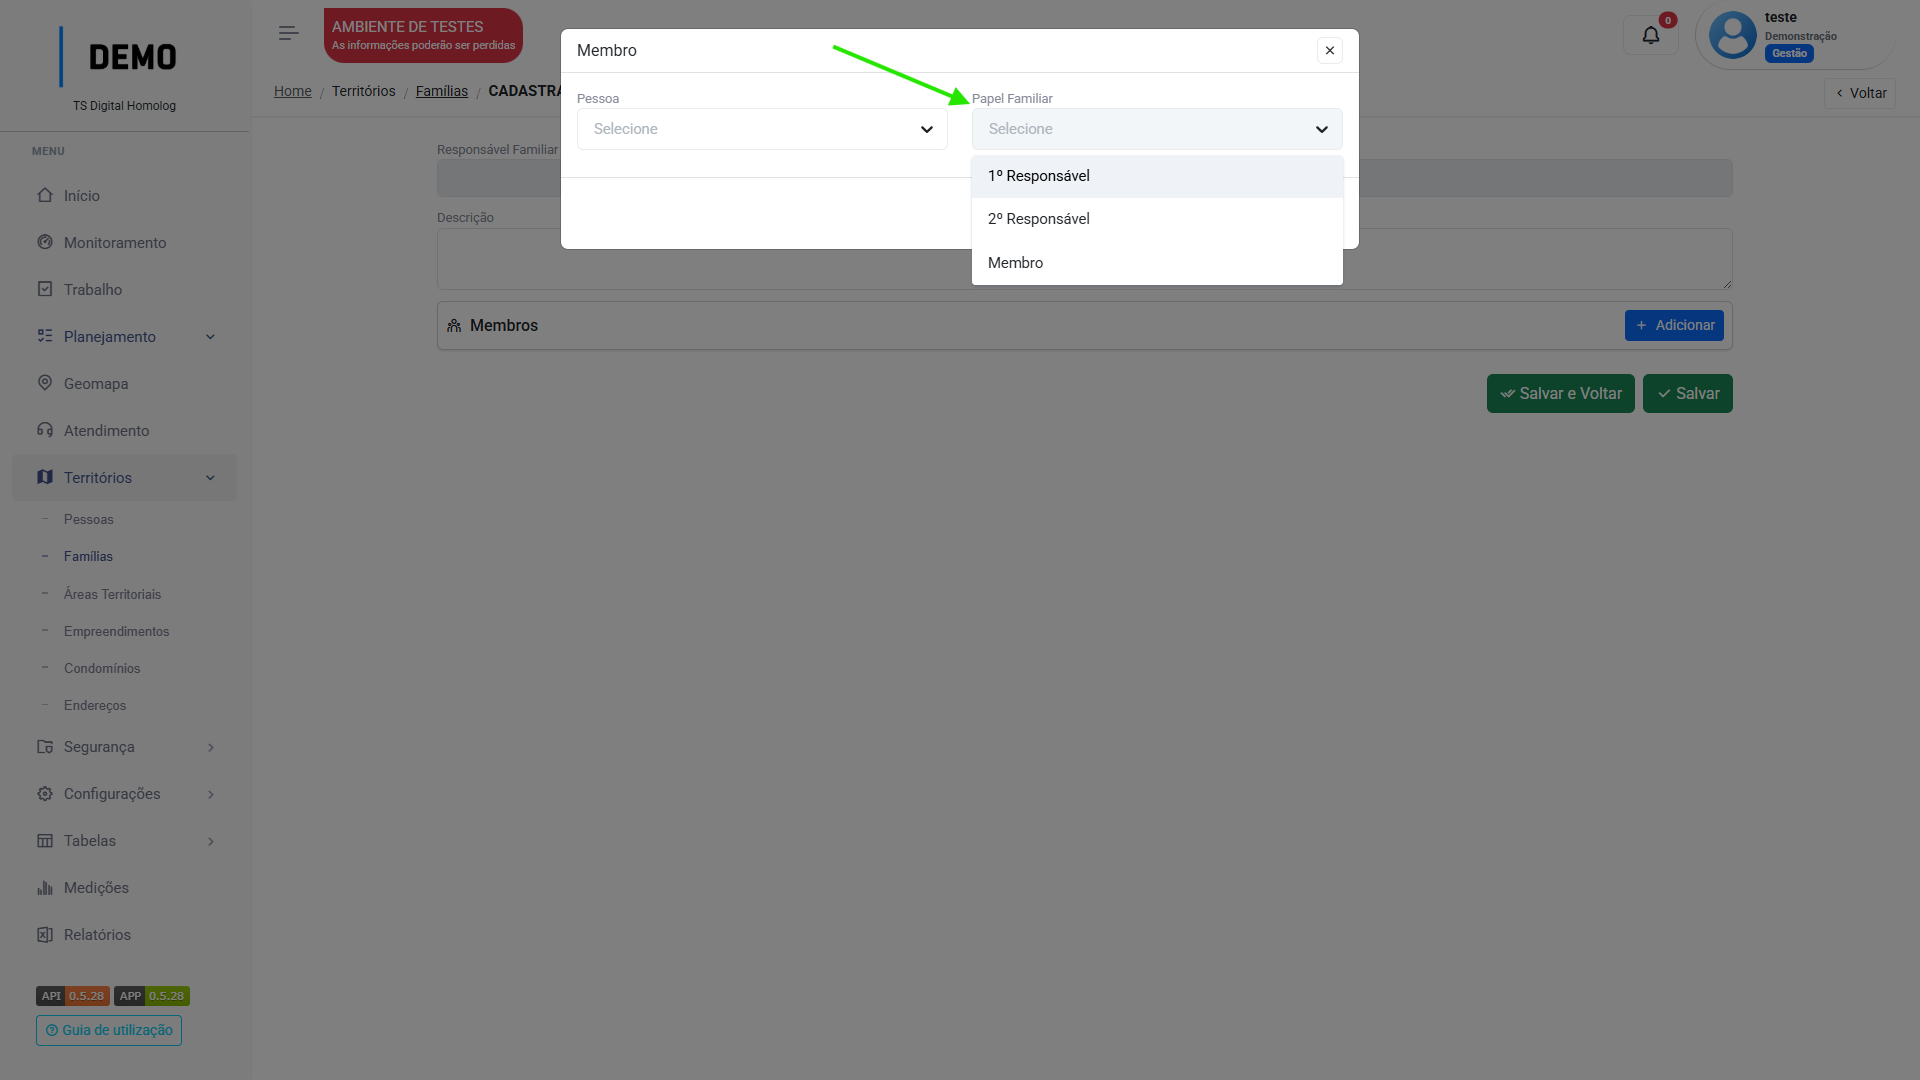 DEMO
TS Digital Homolog
MENU
Início
Monitoramento
Trabalho
Planejamento
Geomapa
Atendimento
Territórios
Pessoas
Famílias
Áreas Territoriais
Empreendimentos
Condomínios
Endereços
Segurança
Configurações
Tabelas
Medições
Relatórios
API 0.5.28 APP 0.5.28
Guia de utilização
AMBIENTE DE TESTES
As informações poderão ser perdidas
0
teste
Demonstração
Gestão
Home / Territórios / Famílias / CADASTRA
Voltar
Membro
Pessoa
Selecione
Papel Familiar
Selecione
1º Responsável
2º Responsável
Membro
Responsável Familiar
Descrição
Membros
+ Adicionar
Salvar e Voltar
Salvar